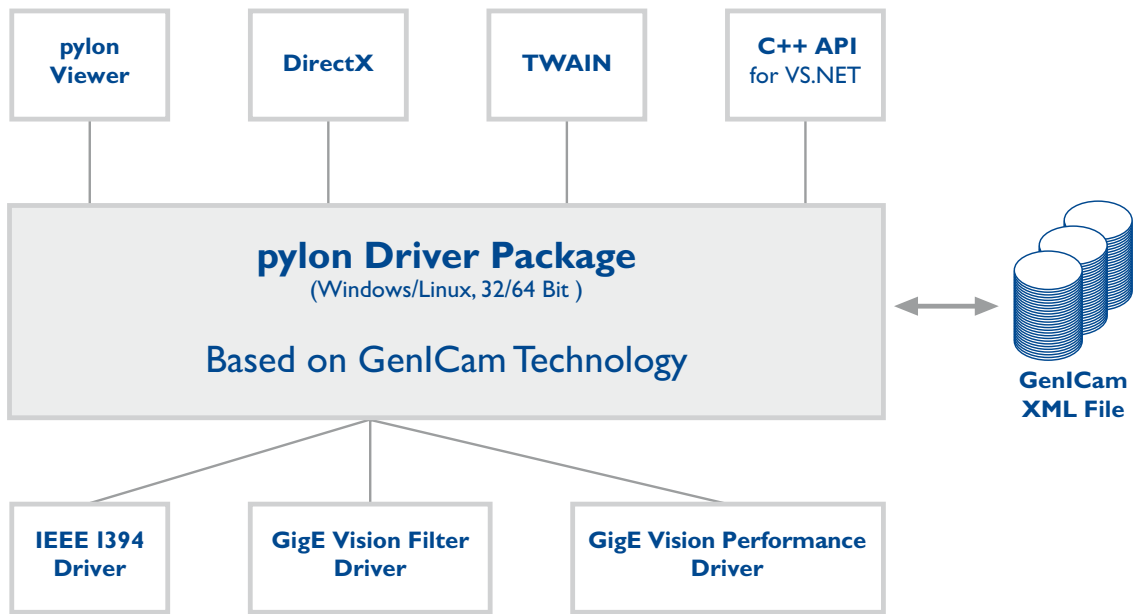 pylon
Viewer
DirectX
TWAIN
C++ API
for VS.NET
pylon Driver Package
(Windows/Linux, 32/64 Bit )
Based on GenICam Technology
GenICam
XML File
IEEE 1394
Driver
GigE Vision Filter
Driver
GigE Vision Performance
Driver